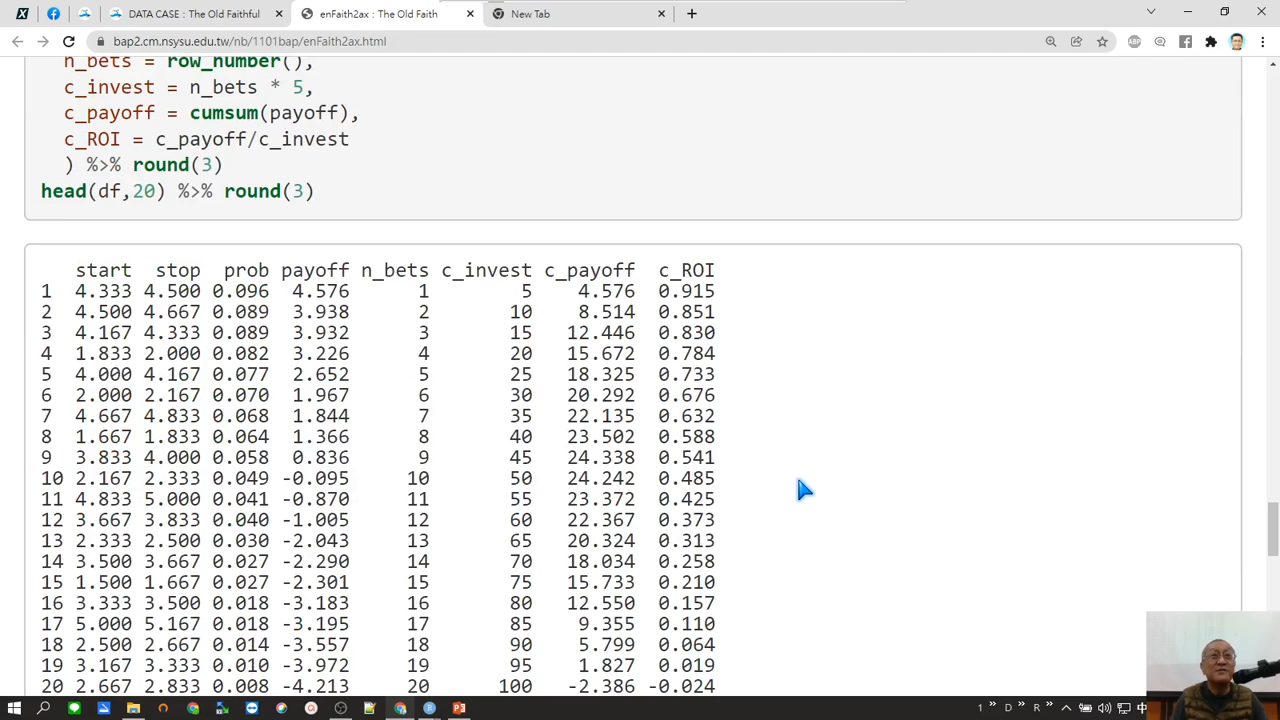 DATA CASE : The Old Faithful
enFaith2ax : The Old Faith
New Tab
bap2.cm.nsysu.edu.tw/nb/1101bap/enFaith2ax.html
n_bets = row_number(),
c_invest = n_bets * 5,
c_payoff = cumsum(payoff),
c_ROI = c_payoff/c_invest
) %>% round(3)
head(df,20) %>% round(3)
start stop prob payoff n_bets c_invest c_payoff c_ROI
1 4.333 4.500 0.096 4.576 1 5 4.576 0.915
2 4.500 4.667 0.089 3.938 2 10 8.514 0.851
3 4.167 4.333 0.089 3.932 3 15 12.446 0.830
4 1.833 2.000 0.082 3.226 4 20 15.672 0.784
5 4.000 4.167 0.077 2.652 5 25 18.325 0.733
6 2.000 2.167 0.070 1.967 6 30 20.292 0.676
7 4.667 4.833 0.068 1.844 7 35 22.135 0.632
8 1.667 1.833 0.064 1.366 8 40 23.502 0.588
9 3.833 4.000 0.058 0.836 9 45 24.338 0.541
10 2.167 2.333 0.049 -0.095 10 50 24.242 0.485
11 4.833 5.000 0.041 -0.870 11 55 23.372 0.425
12 3.667 3.833 0.040 -1.005 12 60 22.367 0.373
13 2.333 2.500 0.030 -2.043 13 65 20.324 0.313
14 3.500 3.667 0.027 -2.290 14 70 18.034 0.258
15 1.500 1.667 0.027 -2.301 15 75 15.733 0.210
16 3.333 3.500 0.018 -3.183 16 80 12.550 0.157
17 5.000 5.167 0.018 -3.195 17 85 9.355 0.110
18 2.500 2.667 0.014 -3.557 18 90 5.799 0.064
19 3.167 3.333 0.010 -3.972 19 95 1.827 0.019
20 2.667 2.833 0.008 -4.213 20 100 -2.386 -0.024
1 » D » R » 中